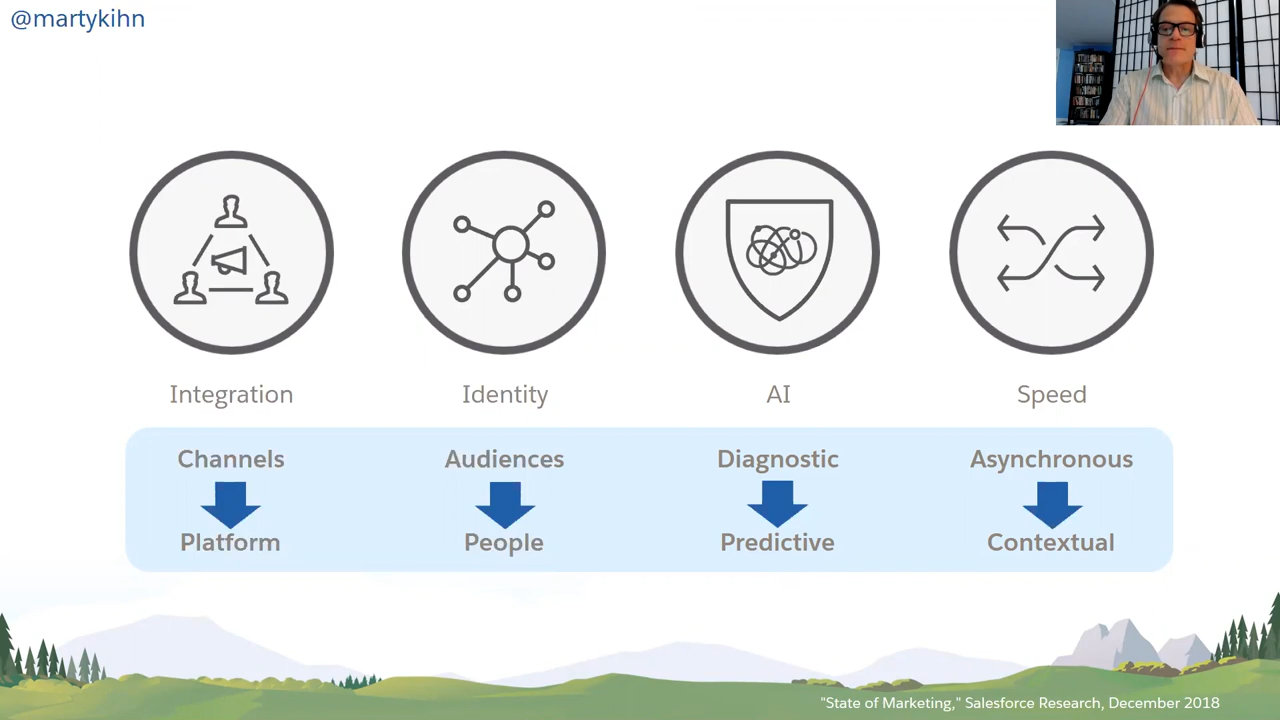 @martykihn
Integration
Identity
AI
Speed
Channels
Audiences
Diagnostic
Asynchronous
Platform
People
Predictive
Contextual
"State of Marketing," Salesforce Research, December 2018